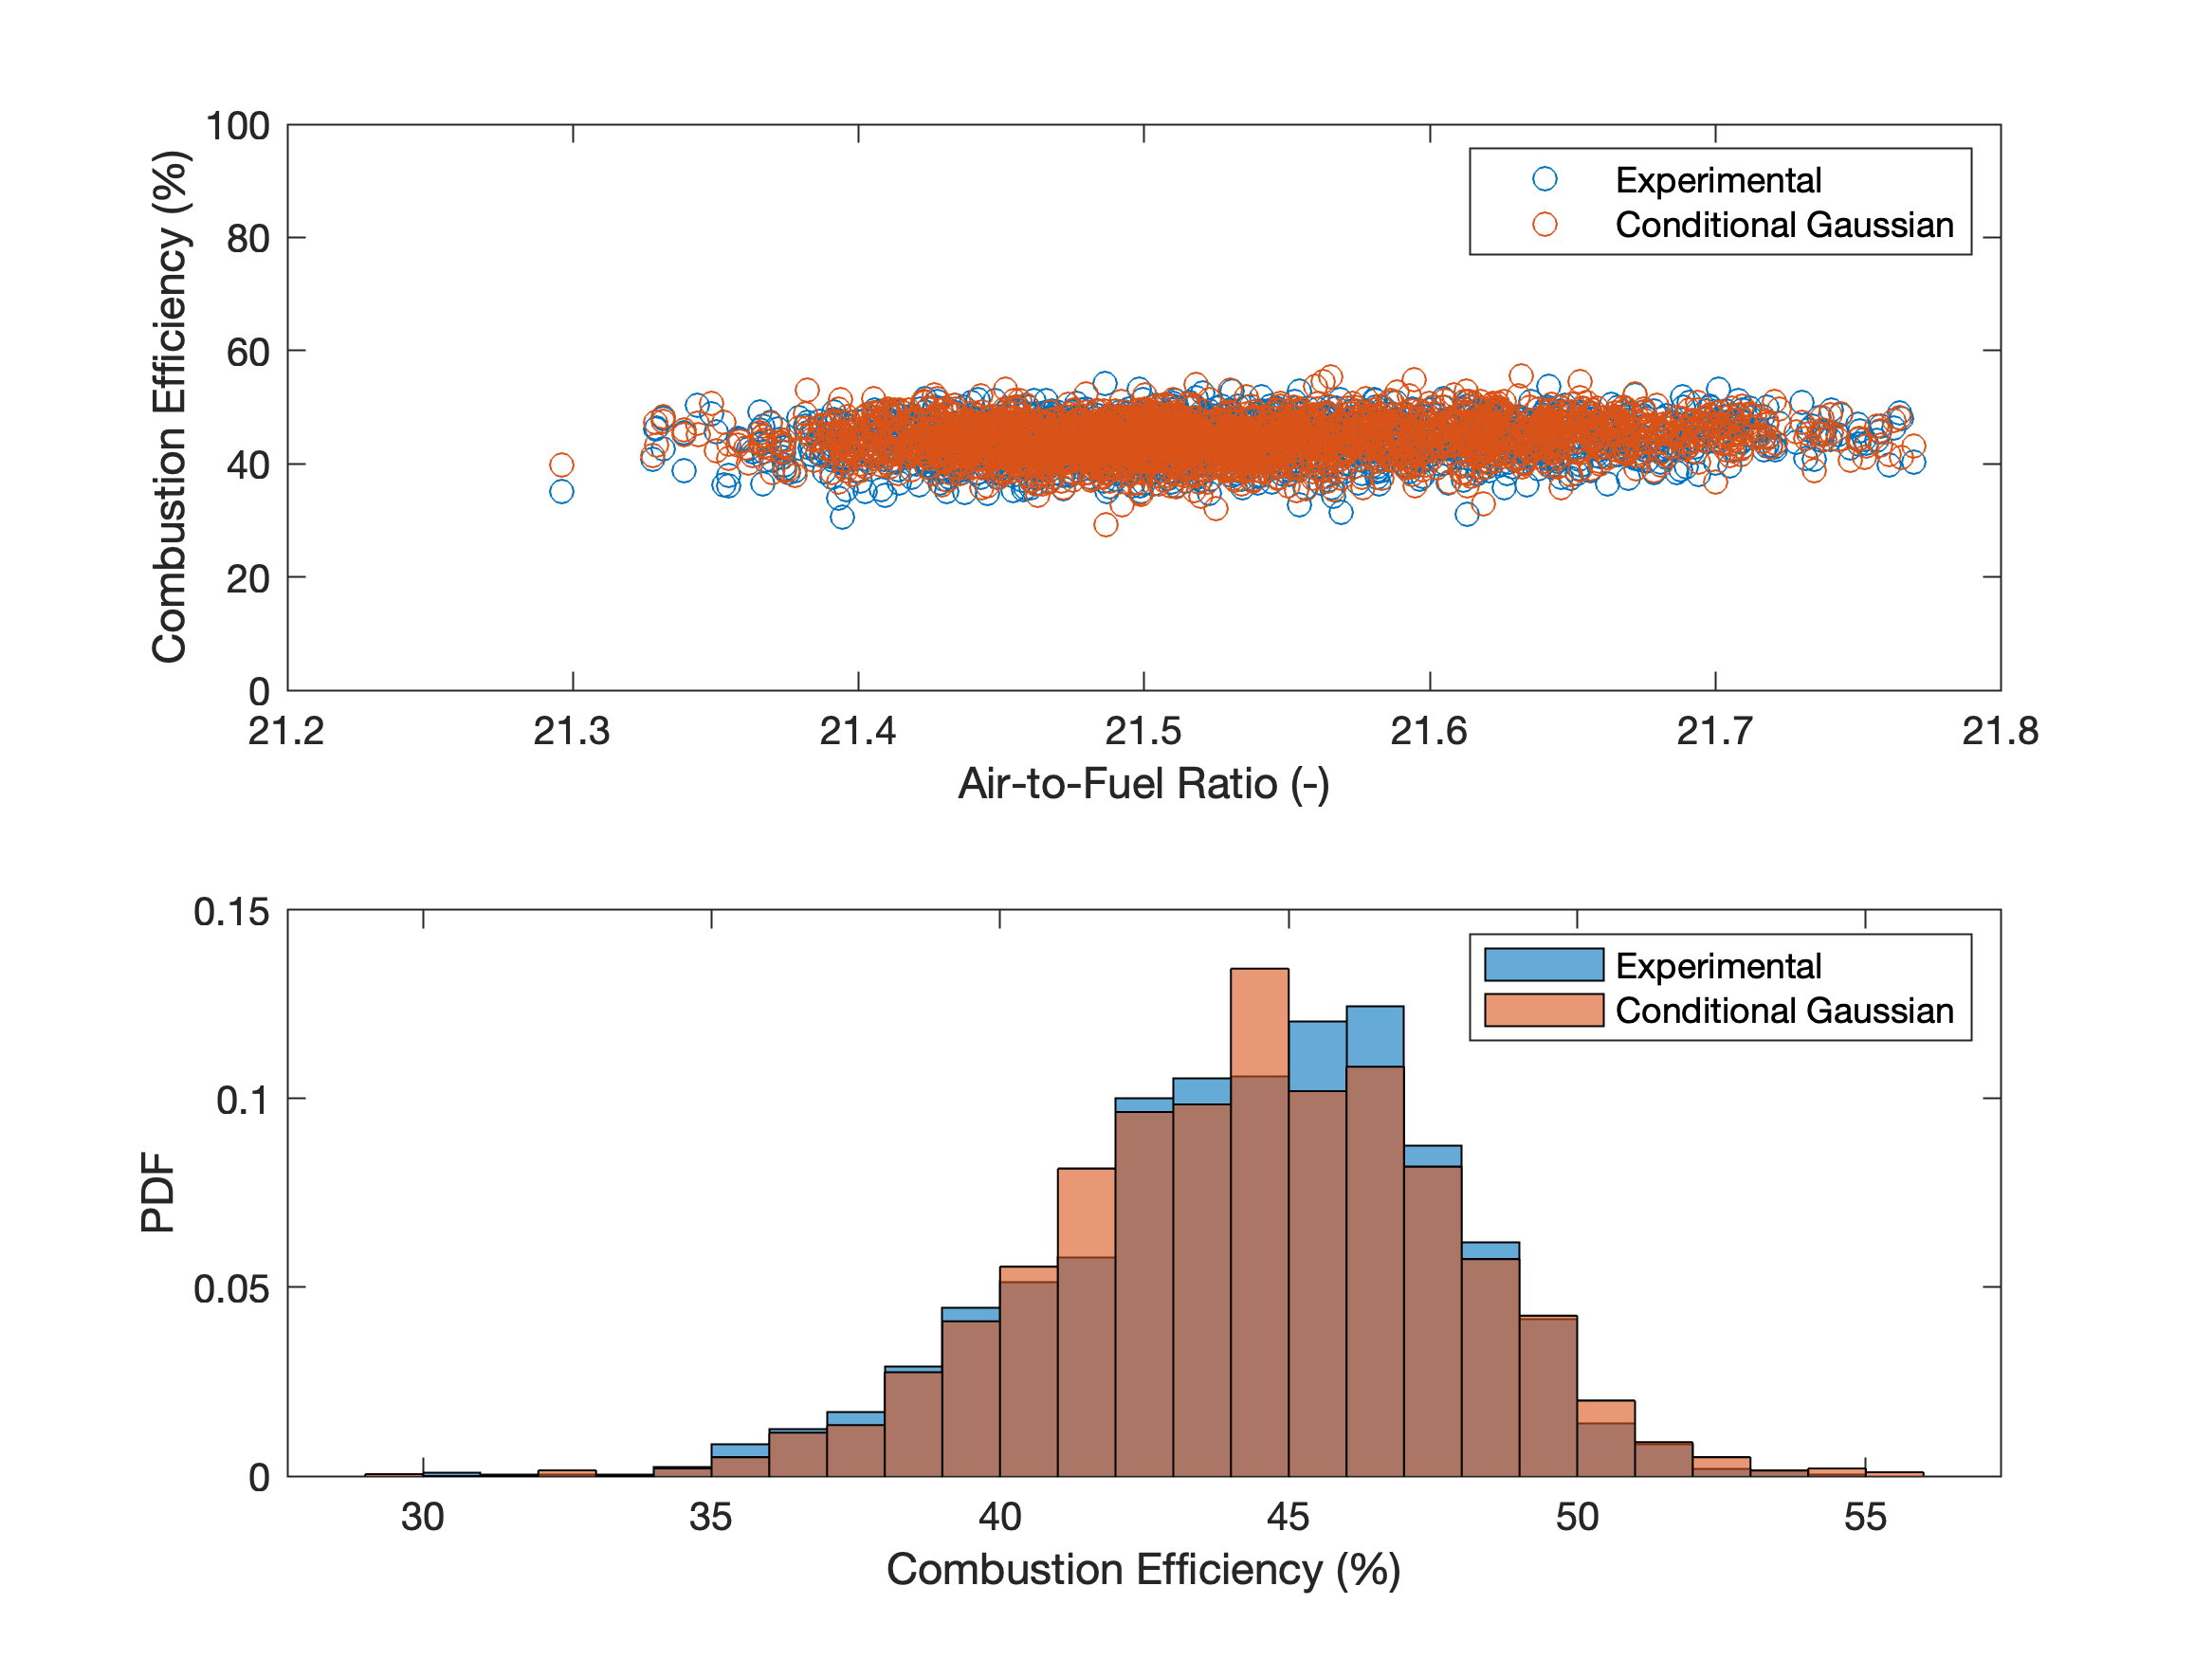 100
80
60
40
20
0
Combustion Efficiency (%)
Experimental
Conditional Gaussian
21.2 21.3 21.4 21.5 21.6 21.7 21.8
Air-to-Fuel Ratio (-)
0.15
0.1
0.05
0
PDF
Experimental
Conditional Gaussian
30 35 40 45 50 55
Combustion Efficiency (%)